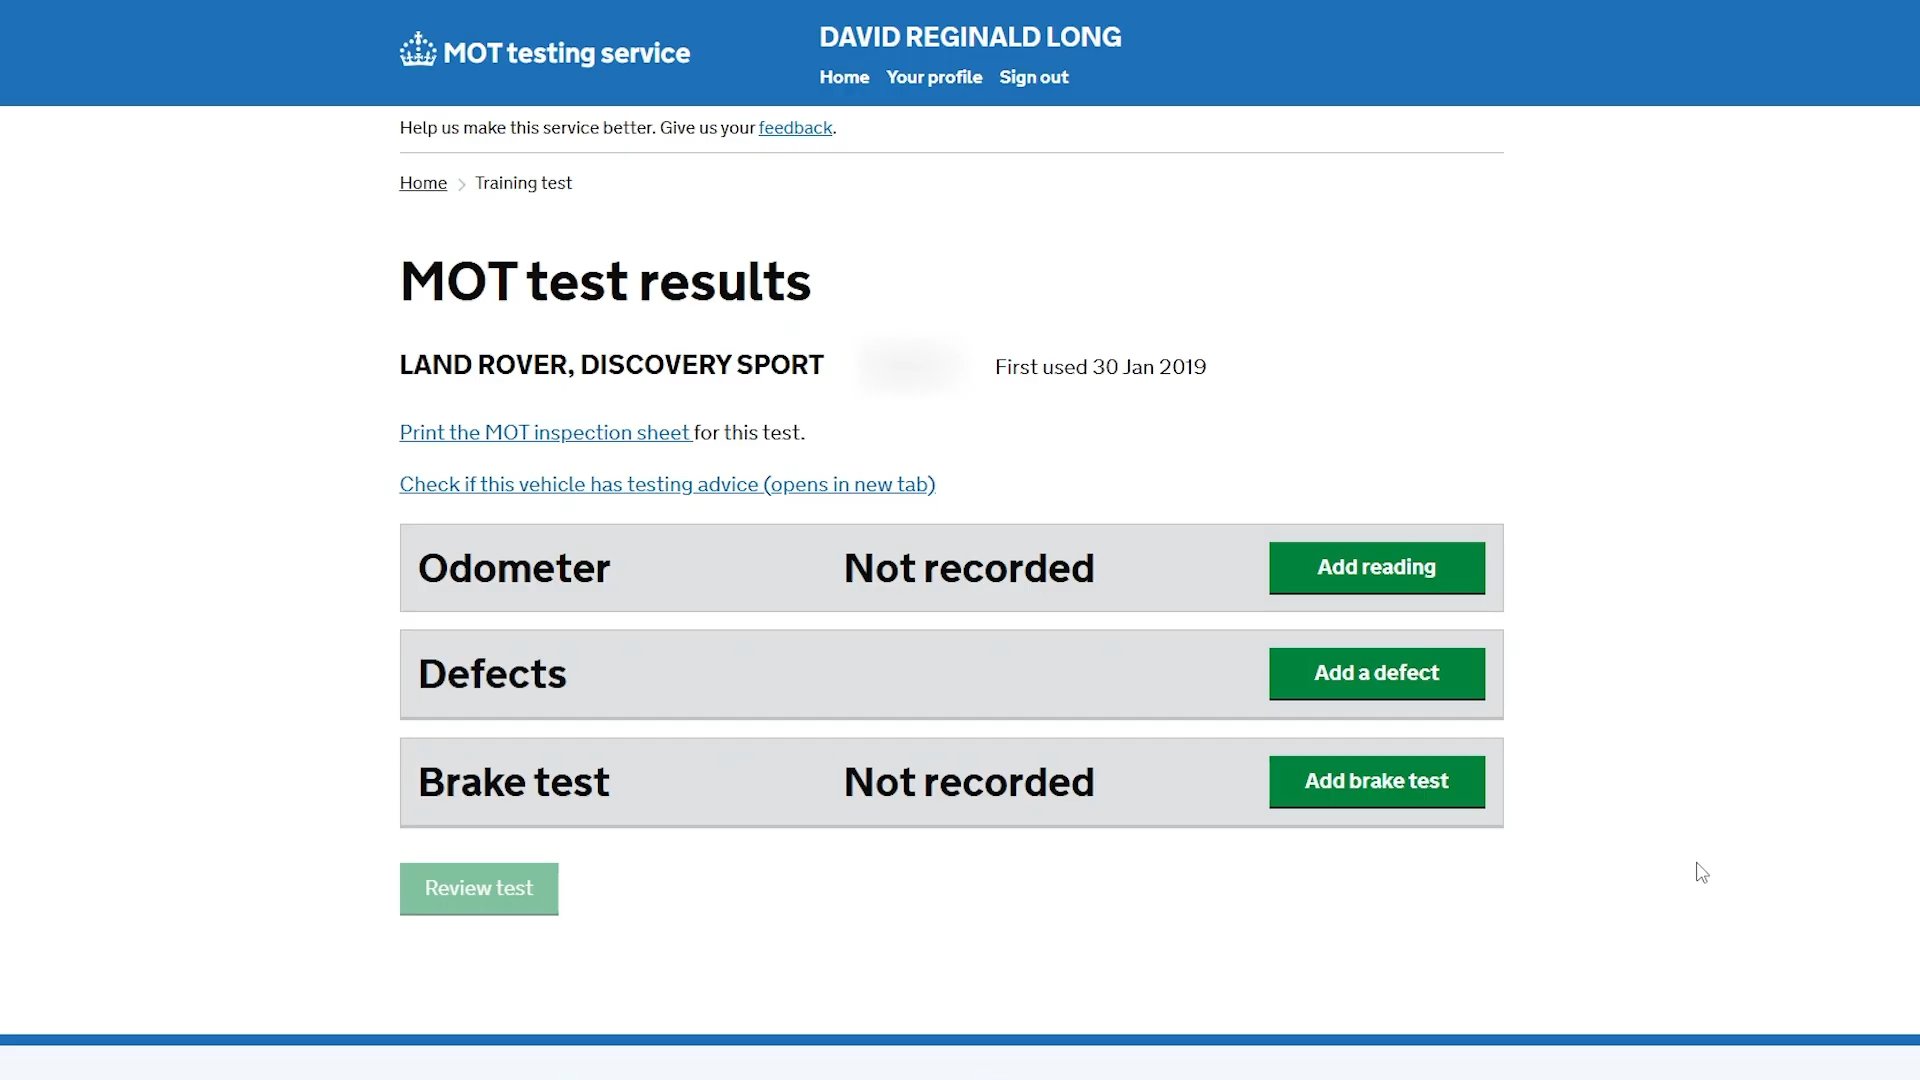 MOT testing service
DAVID REGINALD LONG
Home Your profile Sign out
Help us make this service better. Give us your feedback.
Home Training test
MOT test results
LAND ROVER, DISCOVERY SPORT First used 30 Jan 2019
Print the MOT inspection sheet for this test.
Check if this vehicle has testing advice (opens in new tab)
Odometer Not recorded Add reading
Defects Add a defect
Brake test Not recorded Add brake test
Review test